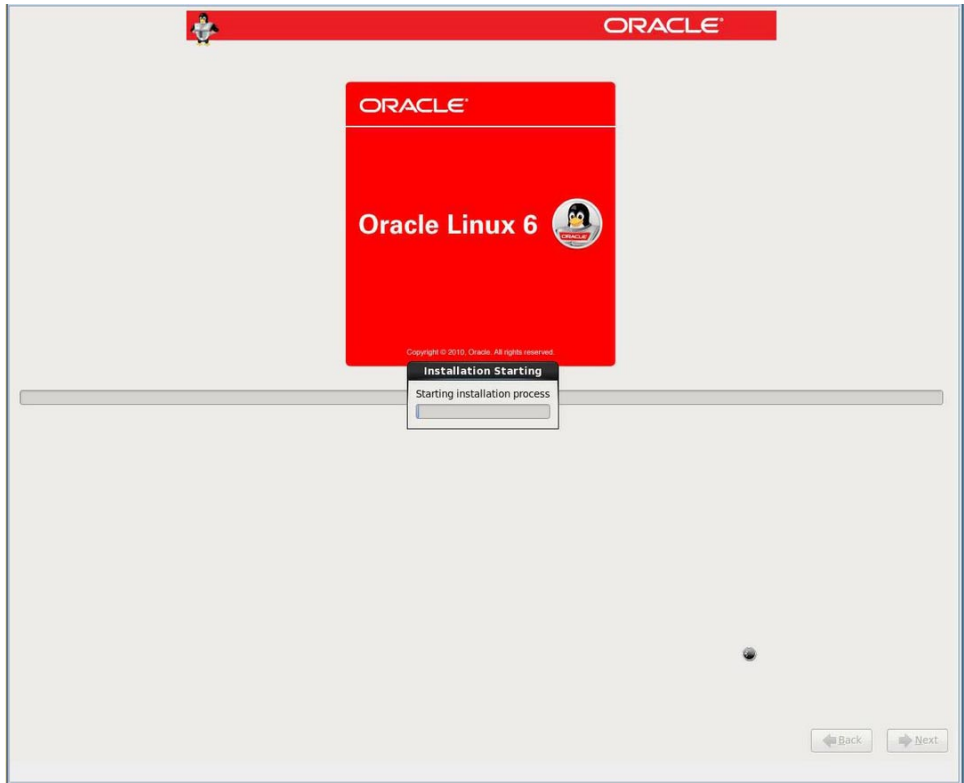 ORACLE®
ORACLE®
Oracle Linux 6
ORACLE
Copyright © 2010, Oracle. All rights reserved.
Installation Starting
Starting installation process
Back
Next